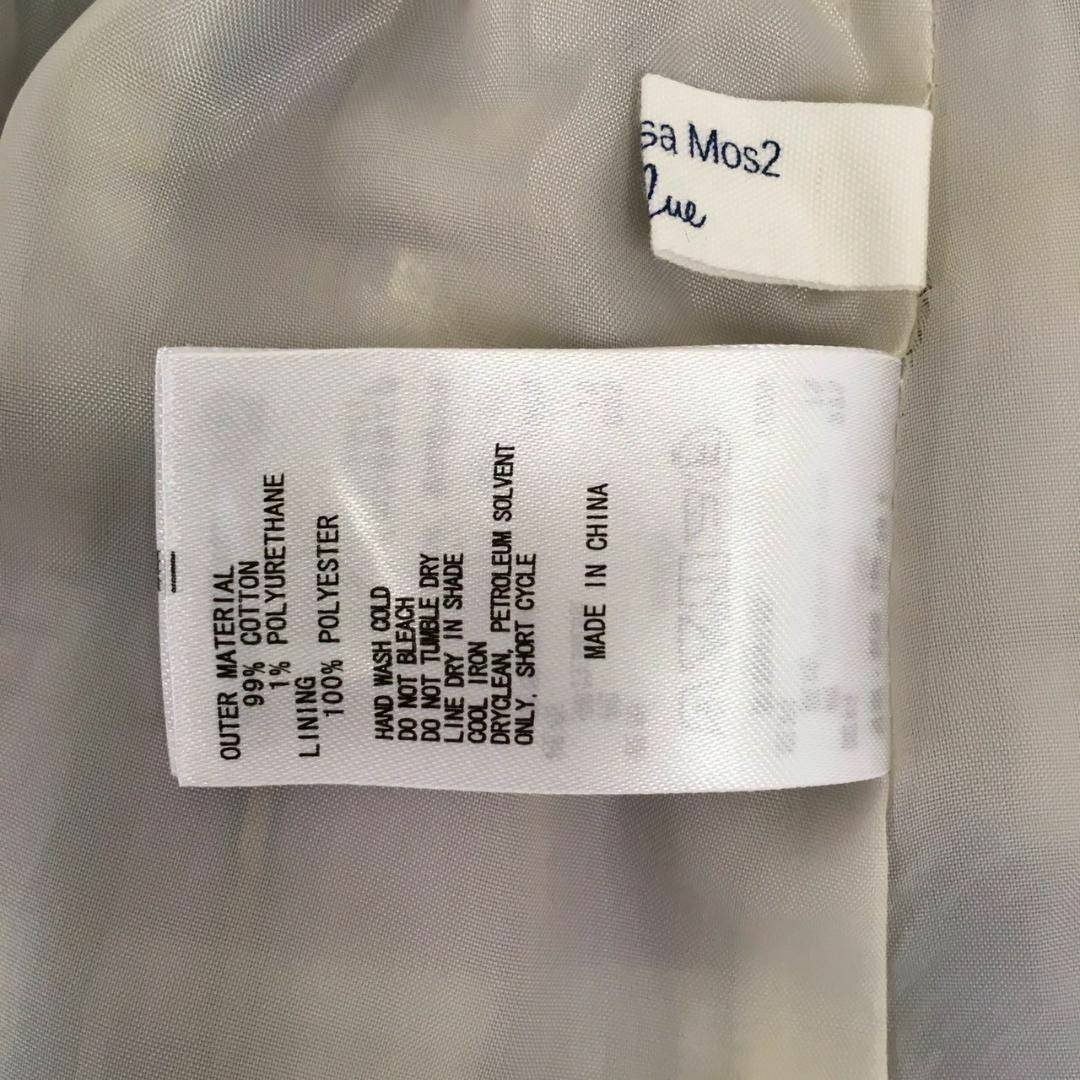 sa Mos2
lue
OUTER MATERIAL
99% COTTON
1% POLYURETHANE
LINING
100% POLYESTER
HAND WASH COLD
DO NOT BLEACH
DO NOT TUMBLE DRY
LINE DRY IN SHADE
COOL IRON
DRYCLEAN, PETROLEUM SOLVENT
ONLY. SHORT CYCLE
MADE IN CHINA